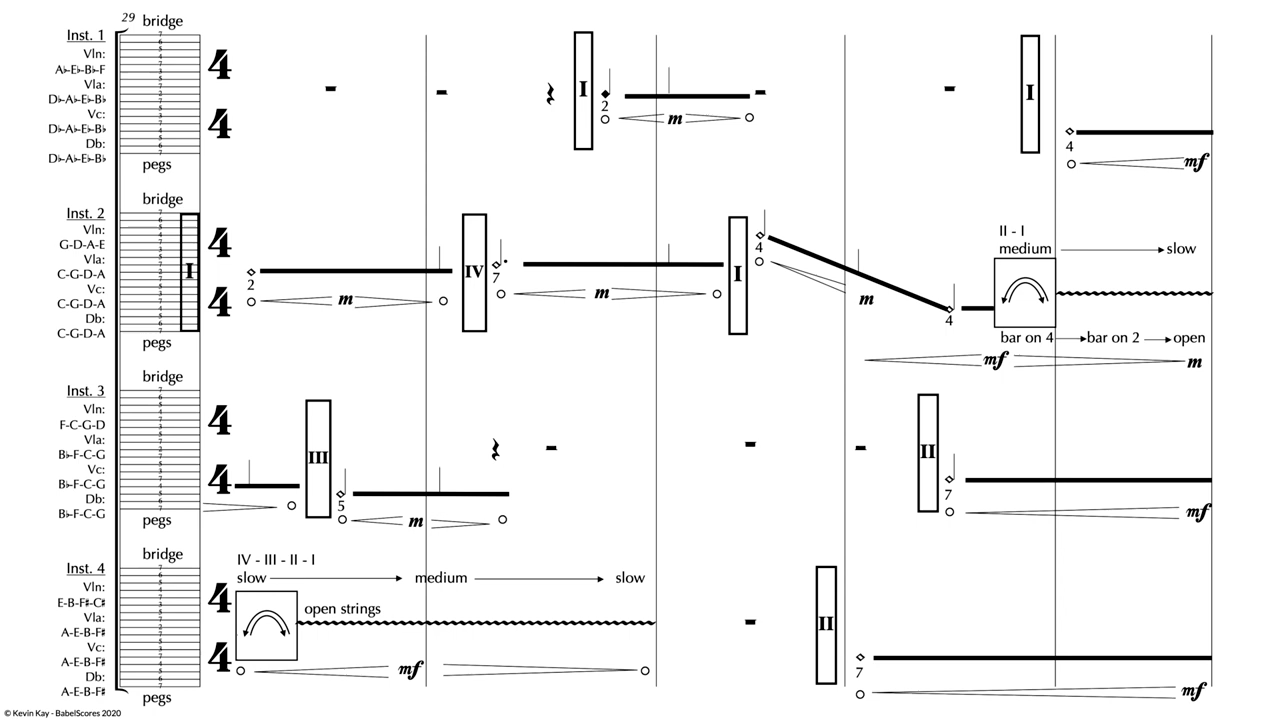 29 bridge
Inst. 1
Vln:
A♭-E♭-B♭-F
Vla:
D♭-A♭-E♭-B♭
Vc:
D♭-A♭-E♭-B♭
Db:
D♭-A♭-E♭-B♭
pegs
4
4
I
2
m
I
4
mf
bridge
Inst. 2
Vln:
G-D-A-E
Vla:
C-G-D-A
Vc:
C-G-D-A
Db:
C-G-D-A
pegs
I
4
4
2
m
IV
7
m
I
4
m
4
II - I
medium slow
bar on 4 bar on 2 open
mf m
bridge
Inst. 3
Vln:
F-C-G-D
Vla:
B♭-F-C-G
Vc:
B♭-F-C-G
Db:
B♭-F-C-G
pegs
4
4
III
5
m
II
7
mf
bridge
Inst. 4
Vln:
E-B-F♯-C♯
Vla:
A-E-B-F♯
Vc:
A-E-B-F♯
Db:
A-E-B-F♯
pegs
4
4
IV - III - II - I
slow medium slow
open strings
mf
II
7
mf
© Kevin Kay - BabelScores 2020